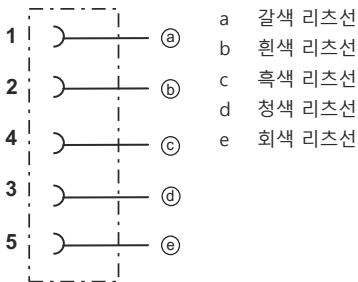 1 ⓐ
2 ⓑ
4 ⓒ
3 ⓓ
5 ⓔ
a 갈색 리츠선
b 흰색 리츠선
c 흑색 리츠선
d 청색 리츠선
e 회색 리츠선